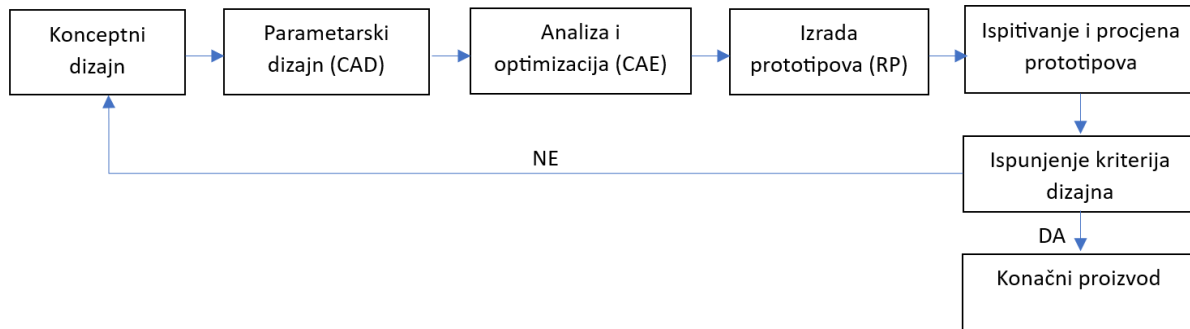 Konceptni
dizajn
Parametarski
dizajn (CAD)
Analiza i
optimizacija (CAE)
Izrada
prototipova (RP)
Ispitivanje i procjena
prototipova
NE
Ispunjenje kriterija
dizajna
DA
Konačni proizvod